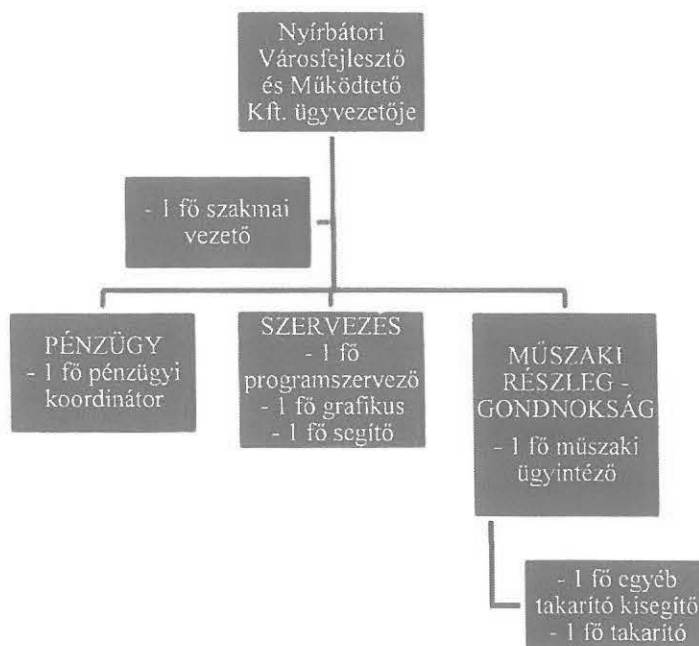 Nyírbátori
Városfejlesztő
és Működtető
Kft. ügyvezetője
- 1 fő szakmai
vezető
PÉNZÜGY
- 1 fő pénzügyi
koordinátor
SZERVEZÉS
- 1 fő
programszervező
- 1 fő grafikus
- 1 fő segítő
MŰSZAKI
RÉSZLEG -
GONDNOKSÁG
- 1 fő műszaki
ügyintéző
- 1 fő egyéb
takarító kisegítő
- 1 fő takarító